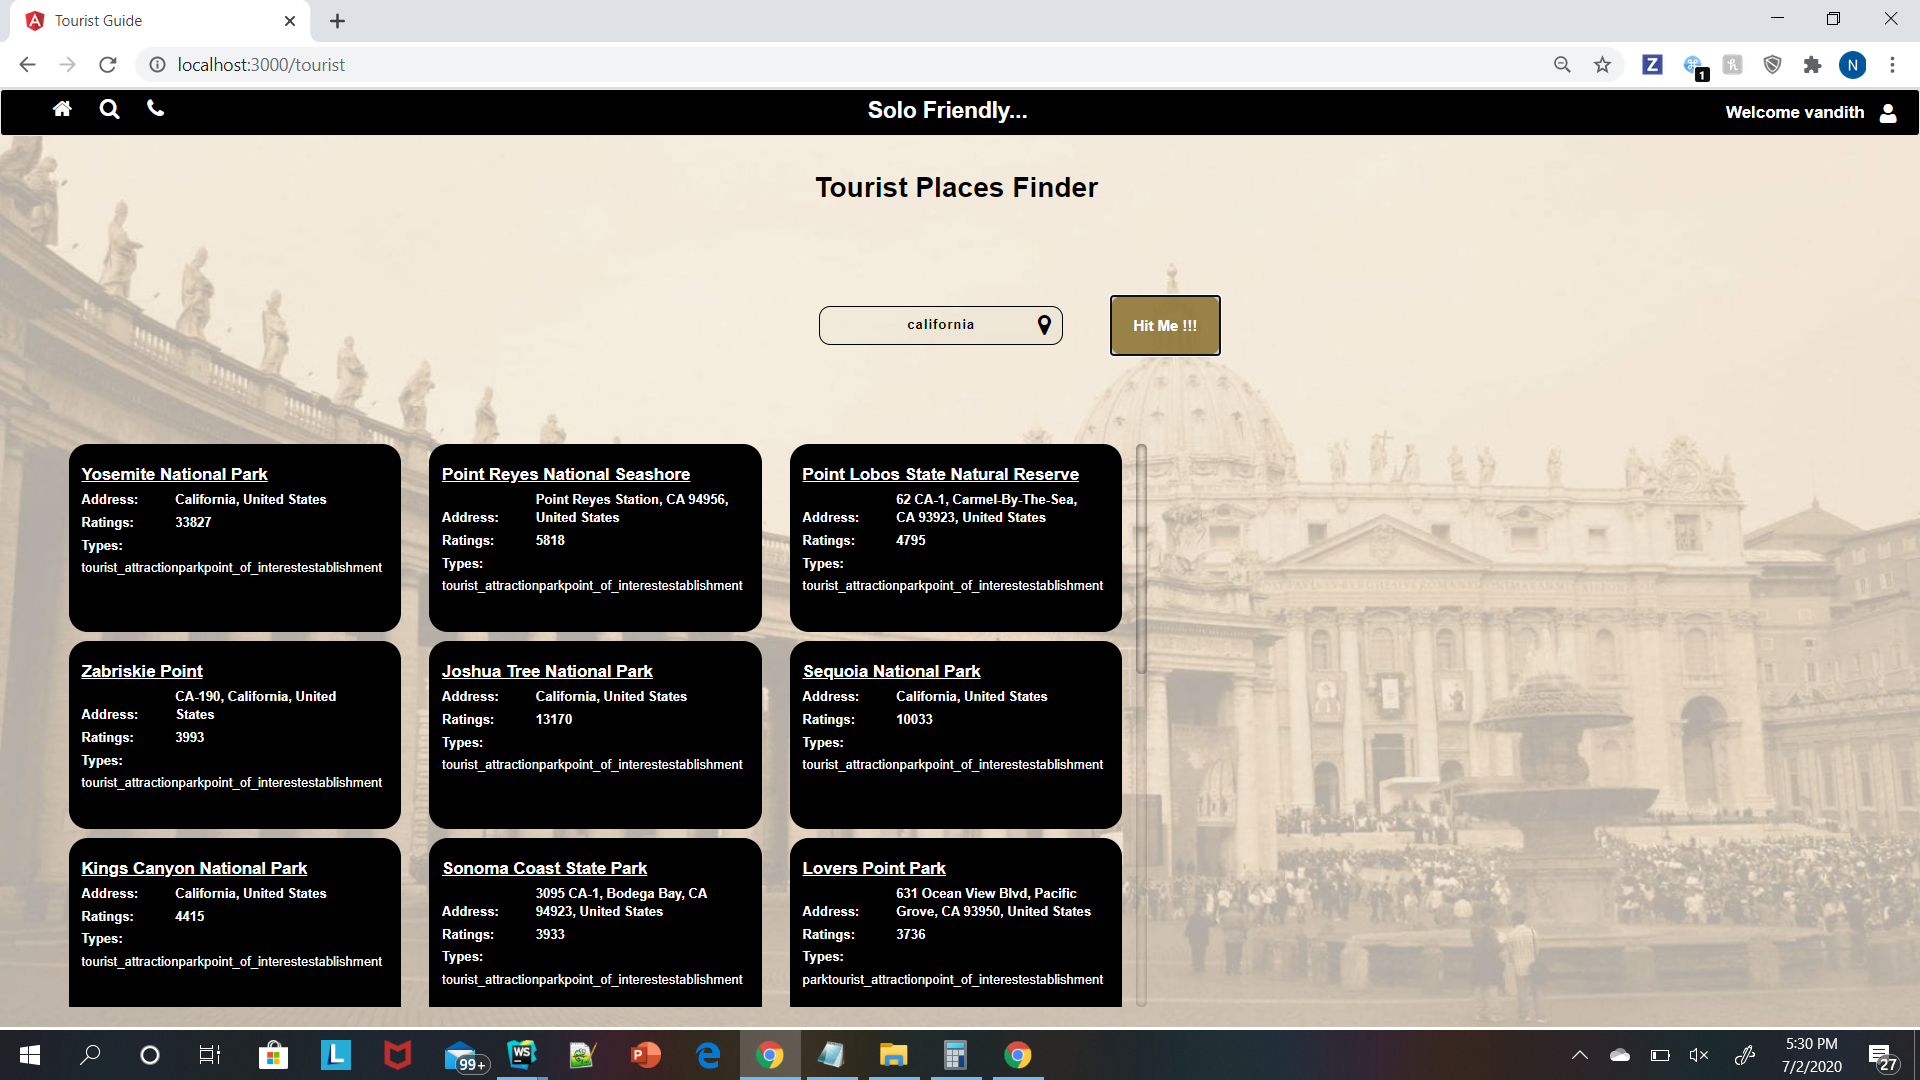 Tourist Guide
localhost:3000/tourist
Z
1
N
Solo Friendly...
Welcome vandith
Tourist Places Finder
california
Hit Me !!!
Yosemite National Park
Address: California, United States
Ratings: 33827
Types:
tourist_attractionparkpoint_of_interestestablishment
Point Reyes National Seashore
Point Reyes Station, CA 94956,
Address: United States
Ratings: 5818
Types:
tourist_attractionparkpoint_of_interestestablishment
Point Lobos State Natural Reserve
62 CA-1, Carmel-By-The-Sea,
Address: CA 93923, United States
Ratings: 4795
Types:
tourist_attractionparkpoint_of_interestestablishment
Zabriskie Point
CA-190, California, United
Address: States
Ratings: 3993
Types:
tourist_attractionparkpoint_of_interestestablishment
Joshua Tree National Park
Address: California, United States
Ratings: 13170
Types:
tourist_attractionparkpoint_of_interestestablishment
Sequoia National Park
Address: California, United States
Ratings: 10033
Types:
tourist_attractionparkpoint_of_interestestablishment
Kings Canyon National Park
Address: California, United States
Ratings: 4415
Types:
tourist_attractionparkpoint_of_interestestablishment
Sonoma Coast State Park
3095 CA-1, Bodega Bay, CA
Address: 94923, United States
Ratings: 3933
Types:
tourist_attractionparkpoint_of_interestestablishment
Lovers Point Park
631 Ocean View Blvd, Pacific
Address: Grove, CA 93950, United States
Ratings: 3736
Types:
parktourist_attractionpoint_of_interestestablishment
L
99+
WS
P
5:30 PM
7/2/2020
27